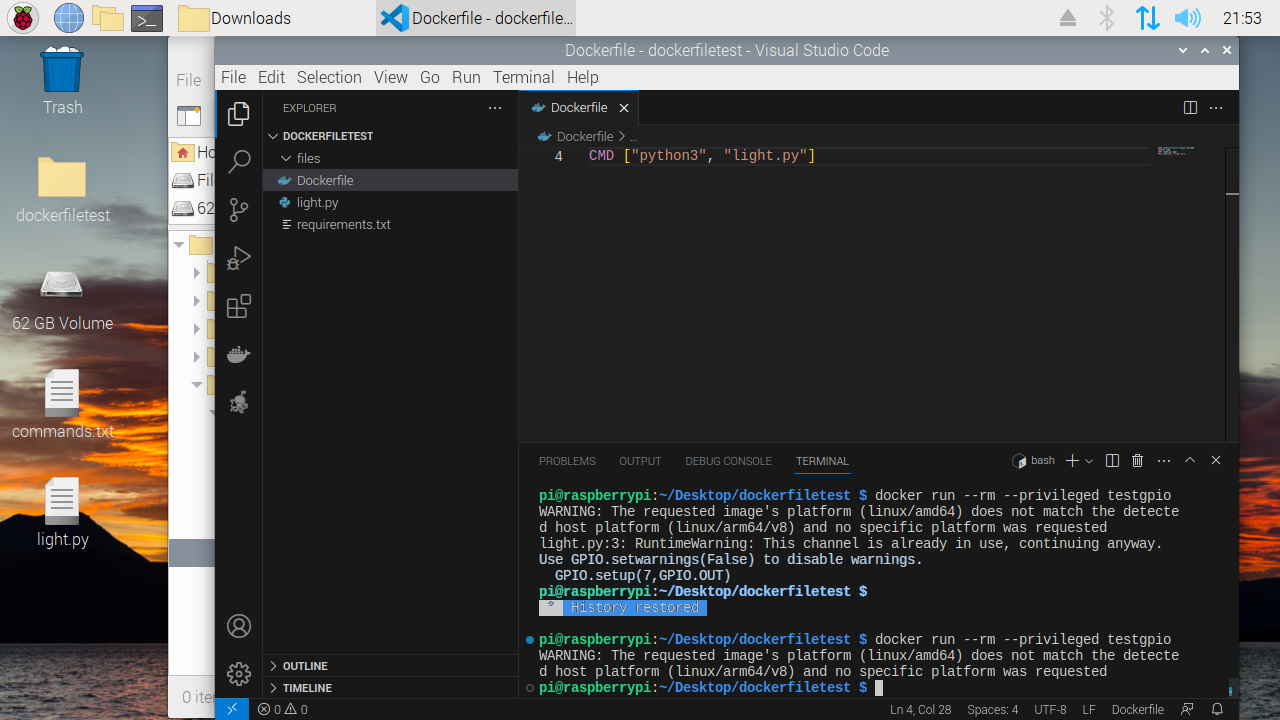 Downloads
Dockerfile - dockerfile...
21:53
Trash
dockerfiletest
62 GB Volume
commands.txt
light.py
File
Ho
Fil
62
0 iter
Dockerfile - dockerfiletest - Visual Studio Code
File Edit Selection View Go Run Terminal Help
EXPLORER
DOCKERFILETEST
files
Dockerfile
light.py
requirements.txt
OUTLINE
TIMELINE
Dockerfile
Dockerfile > ...
4 CMD ["python3", "light.py"]
PROBLEMS OUTPUT DEBUG CONSOLE TERMINAL
bash
pi@raspberrypi:~/Desktop/dockerfiletest $ docker run --rm --privileged testgpio
WARNING: The requested image's platform (linux/amd64) does not match the detecte
d host platform (linux/arm64/v8) and no specific platform was requested
light.py:3: RuntimeWarning: This channel is already in use, continuing anyway.
Use GPIO.setwarnings(False) to disable warnings.
GPIO.setup(7,GPIO.OUT)
pi@raspberrypi:~/Desktop/dockerfiletest $
* History restored
pi@raspberrypi:~/Desktop/dockerfiletest $ docker run --rm --privileged testgpio
WARNING: The requested image's platform (linux/amd64) does not match the detecte
d host platform (linux/arm64/v8) and no specific platform was requested
pi@raspberrypi:~/Desktop/dockerfiletest $
0 0
Ln 4, Col 28 Spaces: 4 UTF-8 LF Dockerfile